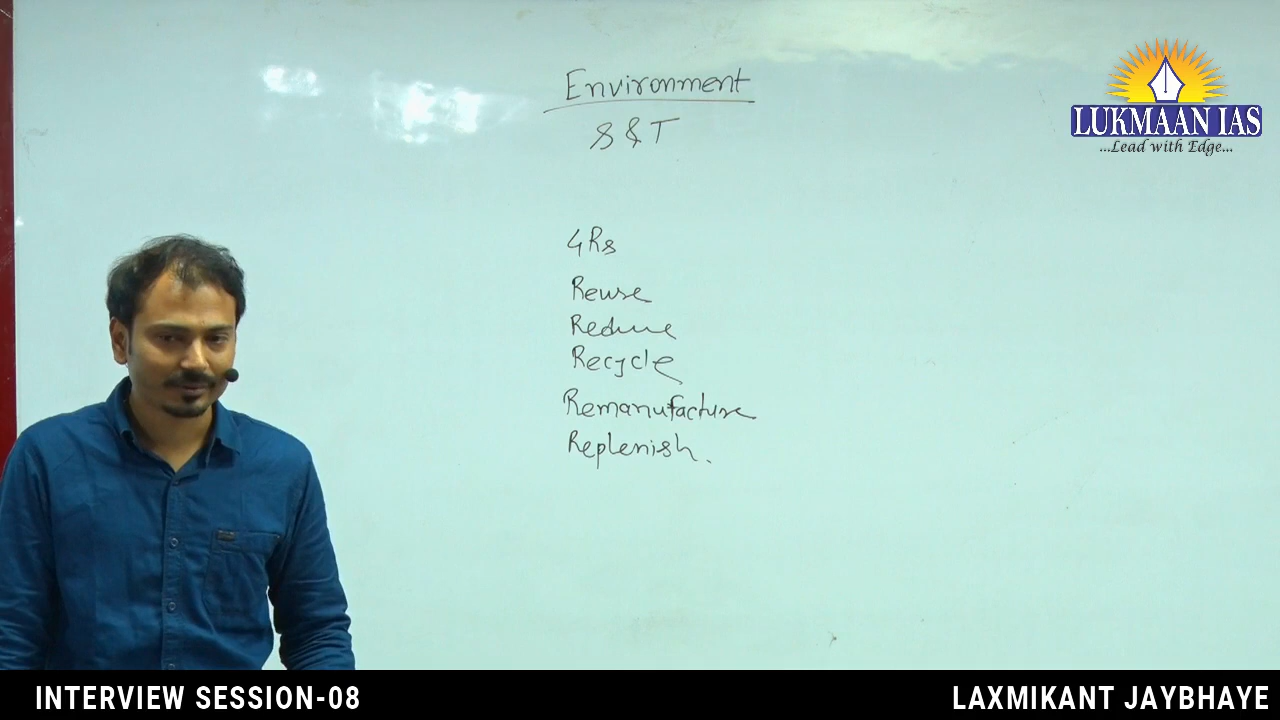 Environment
S & T
4Rs
Reuse
Reduce
Recycle
Remanufacture
Replenish.
LUKMAAN IAS
...Lead with Edge...
INTERVIEW SESSION-08
LAXMIKANT JAYBHAYE